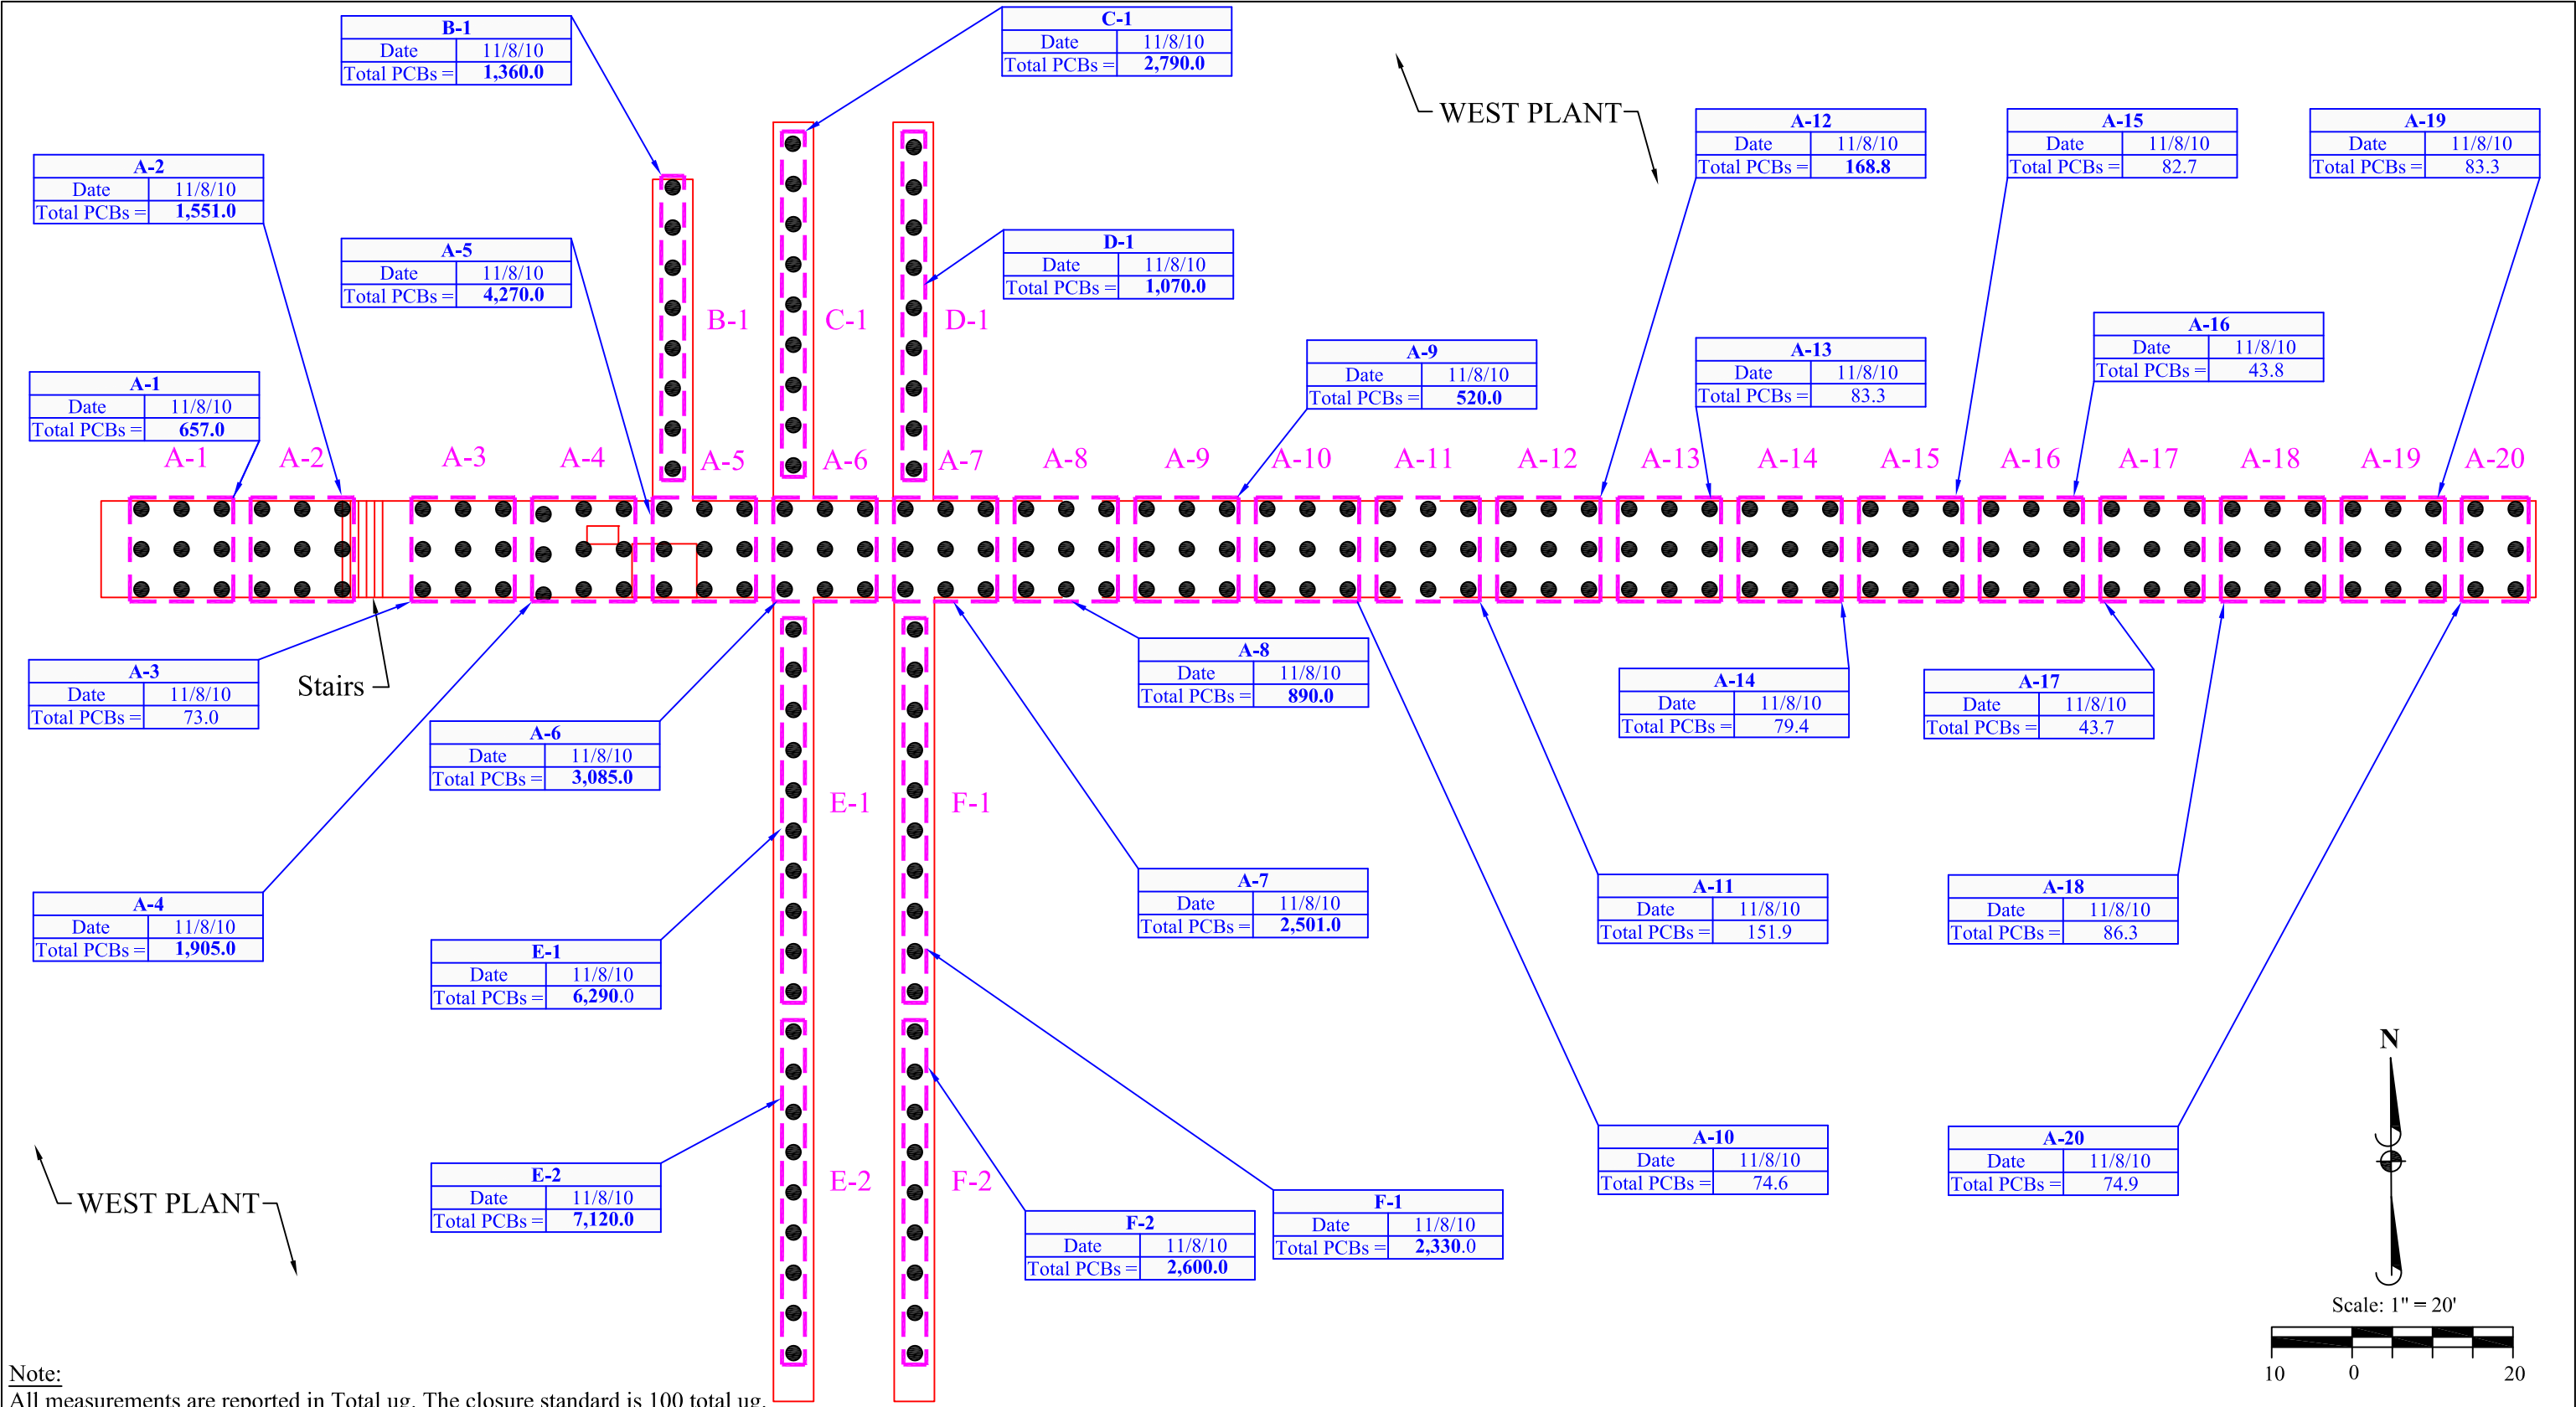 B-1
Date 11/8/10
Total PCBs = 1,360.0
C-1
Date 11/8/10
Total PCBs = 2,790.0
WEST PLANT
A-12
Date 11/8/10
Total PCBs = 168.8
A-15
Date 11/8/10
Total PCBs = 82.7
A-19
Date 11/8/10
Total PCBs = 83.3
A-2
Date 11/8/10
Total PCBs = 1,551.0
A-5
Date 11/8/10
Total PCBs = 4,270.0
D-1
Date 11/8/10
Total PCBs = 1,070.0
B-1
C-1
D-1
A-16
Date 11/8/10
Total PCBs = 43.8
A-9
Date 11/8/10
Total PCBs = 520.0
A-13
Date 11/8/10
Total PCBs = 83.3
A-1
Date 11/8/10
Total PCBs = 657.0
A-1 A-2 A-3 A-4 A-5 A-6 A-7 A-8 A-9 A-10 A-11 A-12 A-13 A-14 A-15 A-16 A-17 A-18 A-19 A-20
A-3
Date 11/8/10
Total PCBs = 73.0
Stairs
A-8
Date 11/8/10
Total PCBs = 890.0
A-14
Date 11/8/10
Total PCBs = 79.4
A-17
Date 11/8/10
Total PCBs = 43.7
A-6
Date 11/8/10
Total PCBs = 3,085.0
E-1
F-1
A-4
Date 11/8/10
Total PCBs = 1,905.0
A-7
Date 11/8/10
Total PCBs = 2,501.0
A-11
Date 11/8/10
Total PCBs = 151.9
A-18
Date 11/8/10
Total PCBs = 86.3
E-1
Date 11/8/10
Total PCBs = 6,290.0
A-10
Date 11/8/10
Total PCBs = 74.6
A-20
Date 11/8/10
Total PCBs = 74.9
N
WEST PLANT
E-2
Date 11/8/10
Total PCBs = 7,120.0
E-2
F-2
F-2
Date 11/8/10
Total PCBs = 2,600.0
F-1
Date 11/8/10
Total PCBs = 2,330.0
Scale: 1" = 20'
10 0 20
Note:
All measurements are reported in Total ug. The closure standard is 100 total ug.